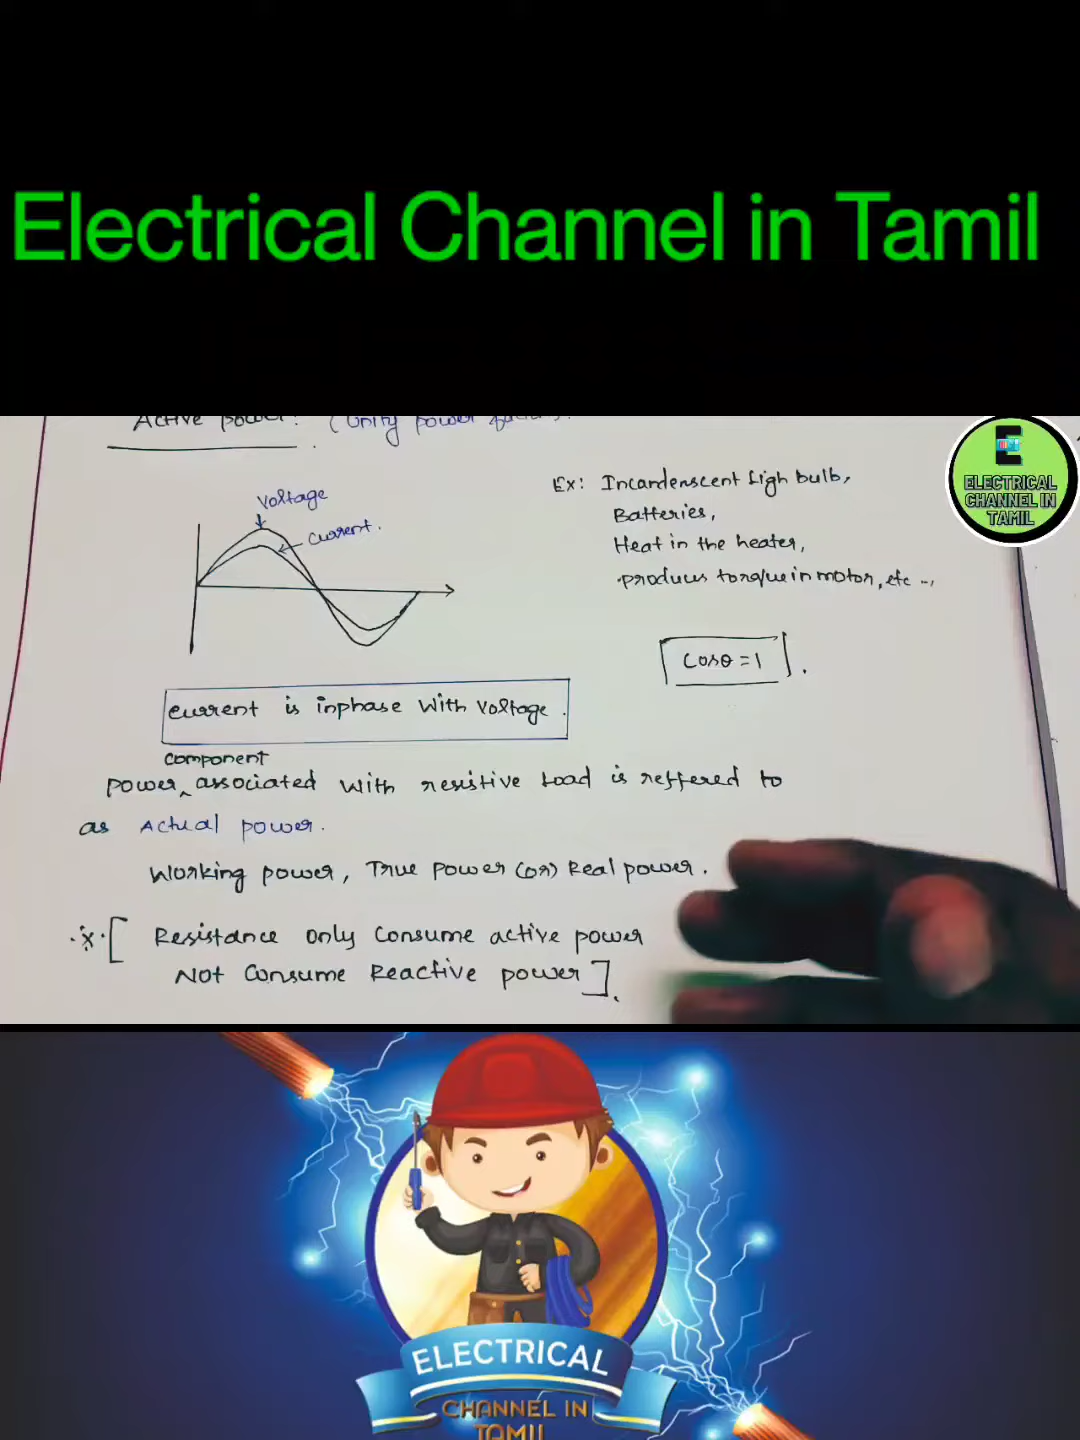 Electrical Channel in Tamil
Active power: (Unity power factor).
Voltage
current.
Ex: Incandenscent Ligh bulb,
Batteries,
Heat in the heater,
produces torque in motor, etc ..,
E
ELECTRICAL
CHANNEL IN
TAMIL
Cosθ = 1
current is inphase with voltage.
component
power associated with resistive load is reffered to
as Actual power.
Working power, True power (or) Real power.
Resistance only consume active power
Not consume Reactive power].
ELECTRICAL
CHANNEL IN
TAMIL